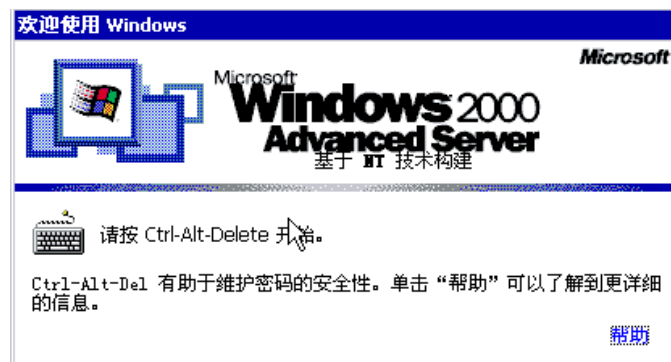 欢迎使用 Windows
Microsoft
Microsoft
Windows 2000
Advanced Server
基于 NT 技术构建
请按 Ctrl-Alt-Delete 开始。
Ctrl-Alt-Del 有助于维护密码的安全性。单击“帮助”可以了解到更详细
的信息。
帮助